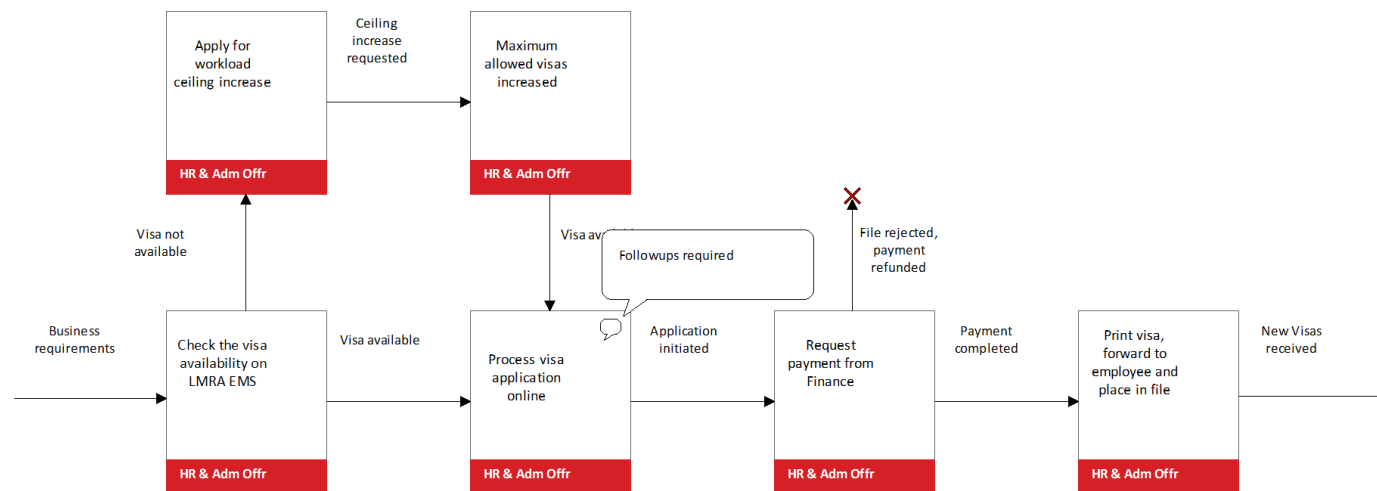 Apply for
workload
ceiling increase
HR & Adm Offr
Ceiling
increase
requested
Maximum
allowed visas
increased
HR & Adm Offr
Visa not
available
Visa
Followups required
File rejected,
payment
refunded
Business
requirements
Check the visa
availability on
LMRA EMS
HR & Adm Offr
Visa available
Process visa
application
online
HR & Adm Offr
Application
initiated
Request
payment from
Finance
HR & Adm Offr
Payment
completed
Print visa,
forward to
employee and
place in file
HR & Adm Offr
New Visas
received